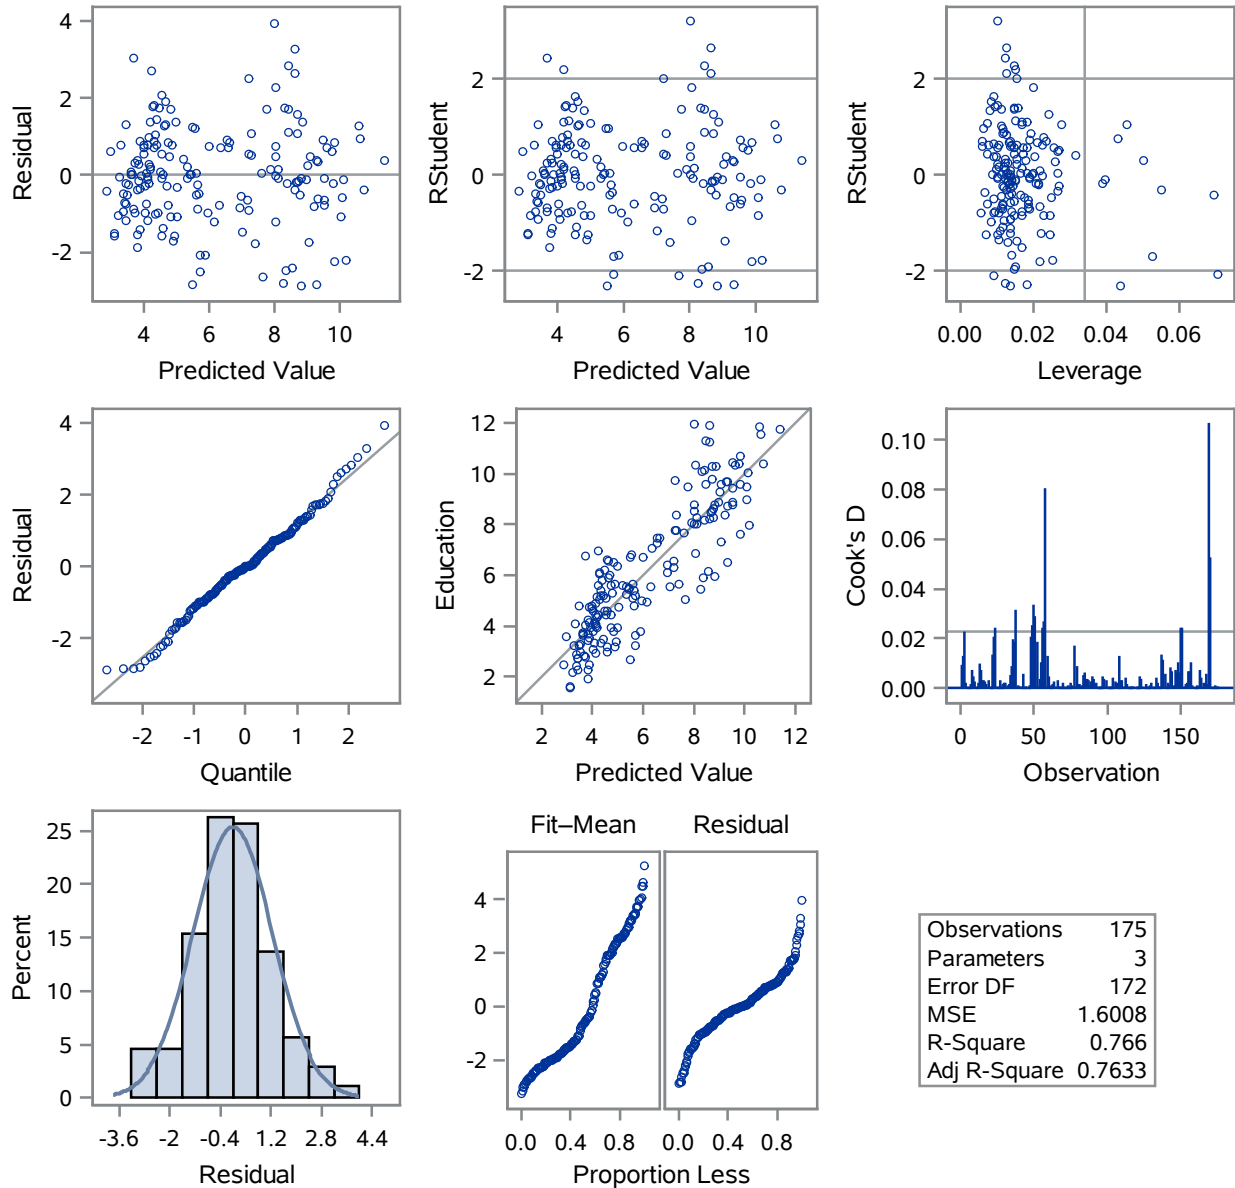 4
2
0
-2
Residual
4 6 8 10
Predicted Value
2
0
-2
RStudent
4 6 8 10
Predicted Value
2
0
-2
RStudent
0.00 0.02 0.04 0.06
Leverage
4
2
0
-2
Residual
-2 -1 0 1 2
Quantile
12
10
8
6
4
2
Education
2 4 6 8 10 12
Predicted Value
0.10
0.08
0.06
0.04
0.02
0.00
Cook's D
0 50 100 150
Observation
25
20
15
10
5
0
Percent
-3.6 -2 -0.4 1.2 2.8 4.4
Residual
Fit–Mean Residual
4
2
0
-2
0.0 0.4 0.8 0.0 0.4 0.8
Proportion Less
Observations 175
Parameters 3
Error DF 172
MSE 1.6008
R-Square 0.766
Adj R-Square 0.7633